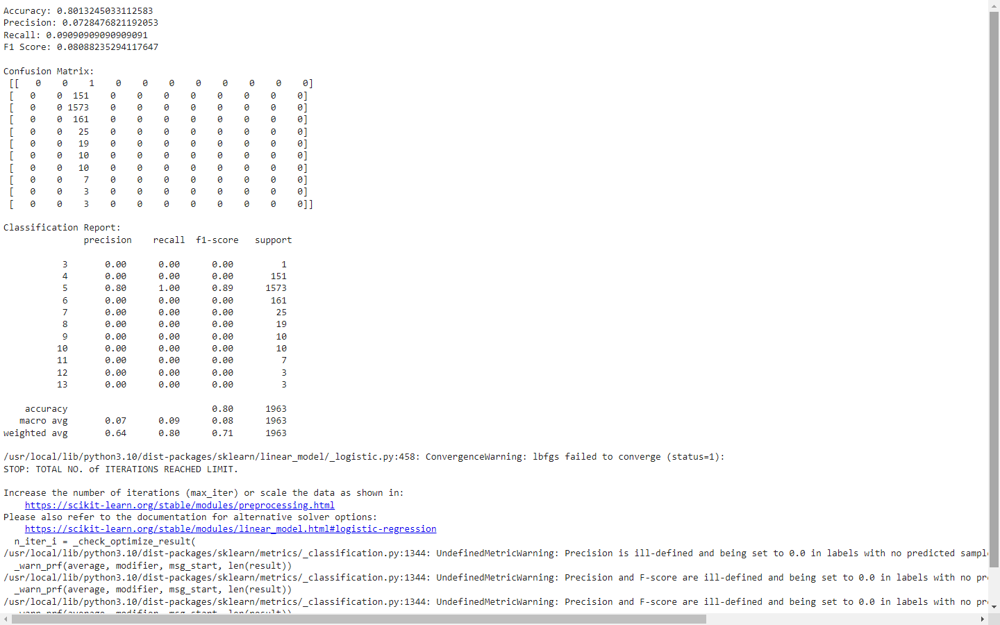 Accuracy: 0.8013245033112583
Precision: 0.0728476821192053
Recall: 0.09090909090909091
F1 Score: 0.08088235294117647
Confusion Matrix:
[[ 0 0 1 0 0 0 0 0 0 0 0]
[ 0 0 151 0 0 0 0 0 0 0 0]
[ 0 0 1573 0 0 0 0 0 0 0 0]
[ 0 0 161 0 0 0 0 0 0 0 0]
[ 0 0 25 0 0 0 0 0 0 0 0]
[ 0 0 19 0 0 0 0 0 0 0 0]
[ 0 0 10 0 0 0 0 0 0 0 0]
[ 0 0 10 0 0 0 0 0 0 0 0]
[ 0 0 7 0 0 0 0 0 0 0 0]
[ 0 0 3 0 0 0 0 0 0 0 0]
[ 0 0 3 0 0 0 0 0 0 0 0]]
Classification Report:
precision recall f1-score support
3 0.00 0.00 0.00 1
4 0.00 0.00 0.00 151
5 0.80 1.00 0.89 1573
6 0.00 0.00 0.00 161
7 0.00 0.00 0.00 25
8 0.00 0.00 0.00 19
9 0.00 0.00 0.00 10
10 0.00 0.00 0.00 10
11 0.00 0.00 0.00 7
12 0.00 0.00 0.00 3
13 0.00 0.00 0.00 3
accuracy 0.80 1963
macro avg 0.07 0.09 0.08 1963
weighted avg 0.64 0.80 0.71 1963
/usr/local/lib/python3.10/dist-packages/sklearn/linear_model/_logistic.py:458: ConvergenceWarning: lbfgs failed to converge (status=1):
STOP: TOTAL NO. of ITERATIONS REACHED LIMIT.
Increase the number of iterations (max_iter) or scale the data as shown in:
https://scikit-learn.org/stable/modules/preprocessing.html
Please also refer to the documentation for alternative solver options:
https://scikit-learn.org/stable/modules/linear_model.html#logistic-regression
n_iter_i = _check_optimize_result(
/usr/local/lib/python3.10/dist-packages/sklearn/metrics/_classification.py:1344: UndefinedMetricWarning: Precision is ill-defined and being set to 0.0 in labels with no predicted sampl
_warn_prf(average, modifier, msg_start, len(result))
/usr/local/lib/python3.10/dist-packages/sklearn/metrics/_classification.py:1344: UndefinedMetricWarning: Precision and F-score are ill-defined and being set to 0.0 in labels with no pr
_warn_prf(average, modifier, msg_start, len(result))
/usr/local/lib/python3.10/dist-packages/sklearn/metrics/_classification.py:1344: UndefinedMetricWarning: Precision and F-score are ill-defined and being set to 0.0 in labels with no pr
_warn_prf(average, modifier, msg_start, len(result))